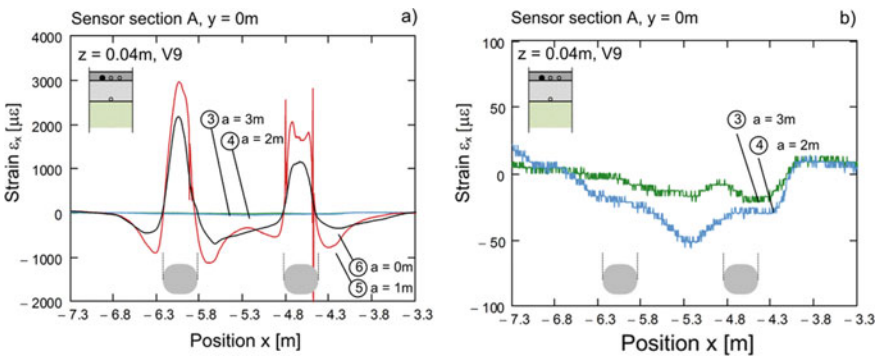 Sensor section A, y = 0m
a)
z = 0.04m, V9
Strain εₓ [με]
4000
3000
2000
1000
0
− 1000
− 2000
③ a = 3m
④ a = 2m
⑥ a = 0m
⑤ a = 1m
− 7.3 − 6.8 − 6.3 − 5.8 − 5.3 − 4.8 − 4.3 − 3.8 − 3.3
Position x [m]
Sensor section A, y = 0m
b)
z = 0.04m, V9
Strain εₓ [με]
100
50
0
− 50
− 100
③ a = 3m
④ a = 2m
− 7.3 − 6.8 − 6.3 − 5.8 − 5.3 − 4.8 − 4.3 − 3.8 − 3.3
Position x [m]